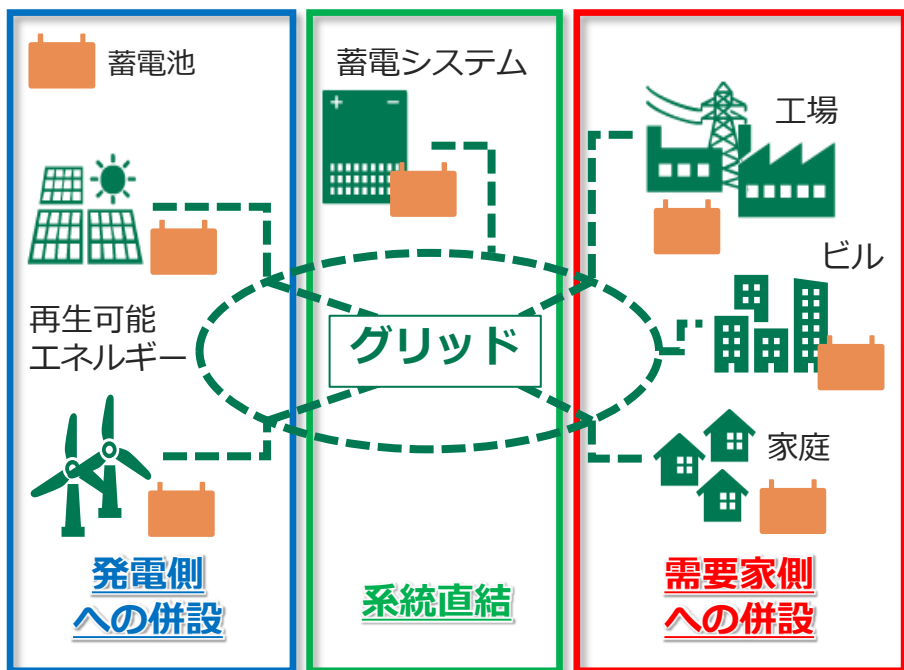 蓄電池
再生可能
エネルギー
発電側
への併設
蓄電システム
+ −
グリッド
系統直結
工場
ビル
家庭
需要家側
への併設